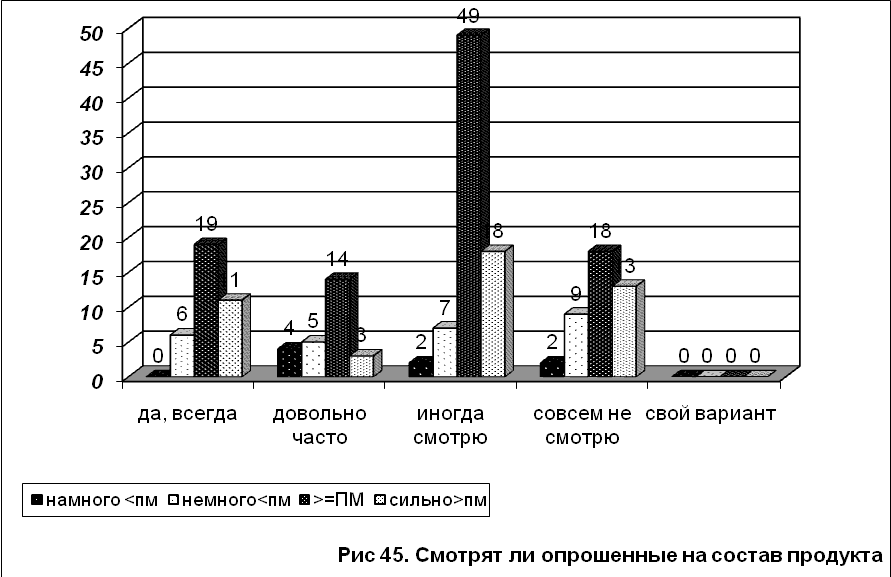 49
50
45
40
35
30
25
20
15
10
5
0
0 6 19 1
4 5 14 3
2 7 8
2 9 18 3
0 0 0 0
да, всегда
довольно
часто
иногда
смотрю
совсем не
смотрю
свой вариант
намного <пм немного<пм >=ПМ сильно>пм
Рис 45. Смотрят ли опрошенные на состав продукта